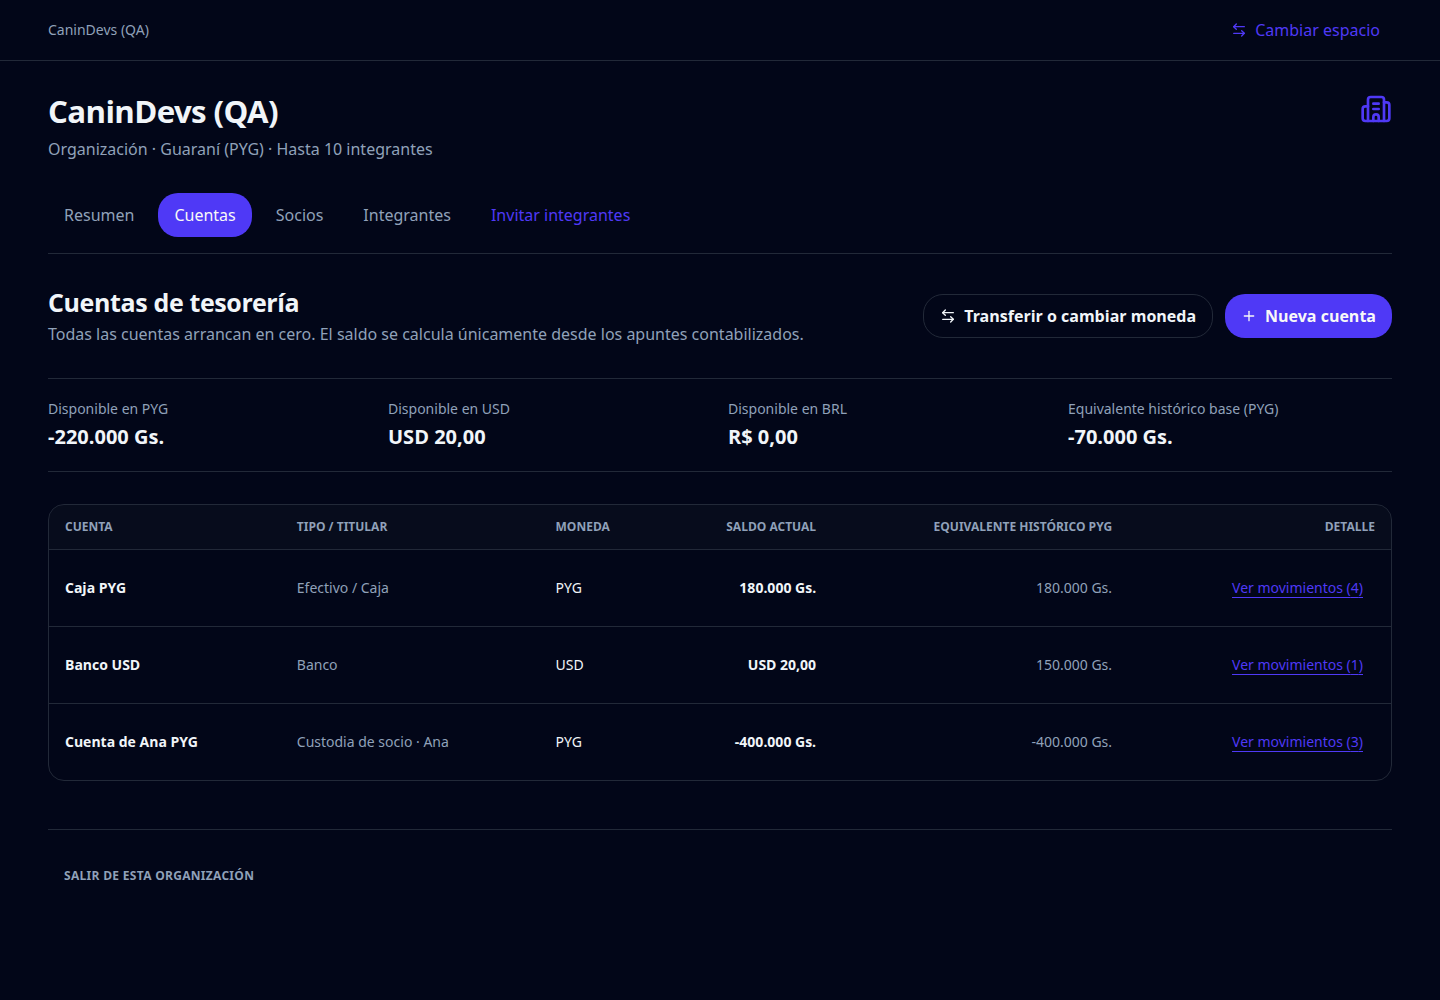 CaninDevs (QA)
Cambiar espacio
CaninDevs (QA)
Organización · Guaraní (PYG) · Hasta 10 integrantes
Resumen Cuentas Socios Integrantes Invitar integrantes
Cuentas de tesorería
Todas las cuentas arrancan en cero. El saldo se calcula únicamente desde los apuntes contabilizados.
Transferir o cambiar moneda
+ Nueva cuenta
Disponible en PYG Disponible en USD Disponible en BRL Equivalente histórico base (PYG)
-220.000 Gs. USD 20,00 R$ 0,00 -70.000 Gs.
CUENTA TIPO / TITULAR MONEDA SALDO ACTUAL EQUIVALENTE HISTÓRICO PYG DETALLE
Caja PYG Efectivo / Caja PYG 180.000 Gs. 180.000 Gs. Ver movimientos (4)
Banco USD Banco USD USD 20,00 150.000 Gs. Ver movimientos (1)
Cuenta de Ana PYG Custodia de socio · Ana PYG -400.000 Gs. -400.000 Gs. Ver movimientos (3)
SALIR DE ESTA ORGANIZACIÓN